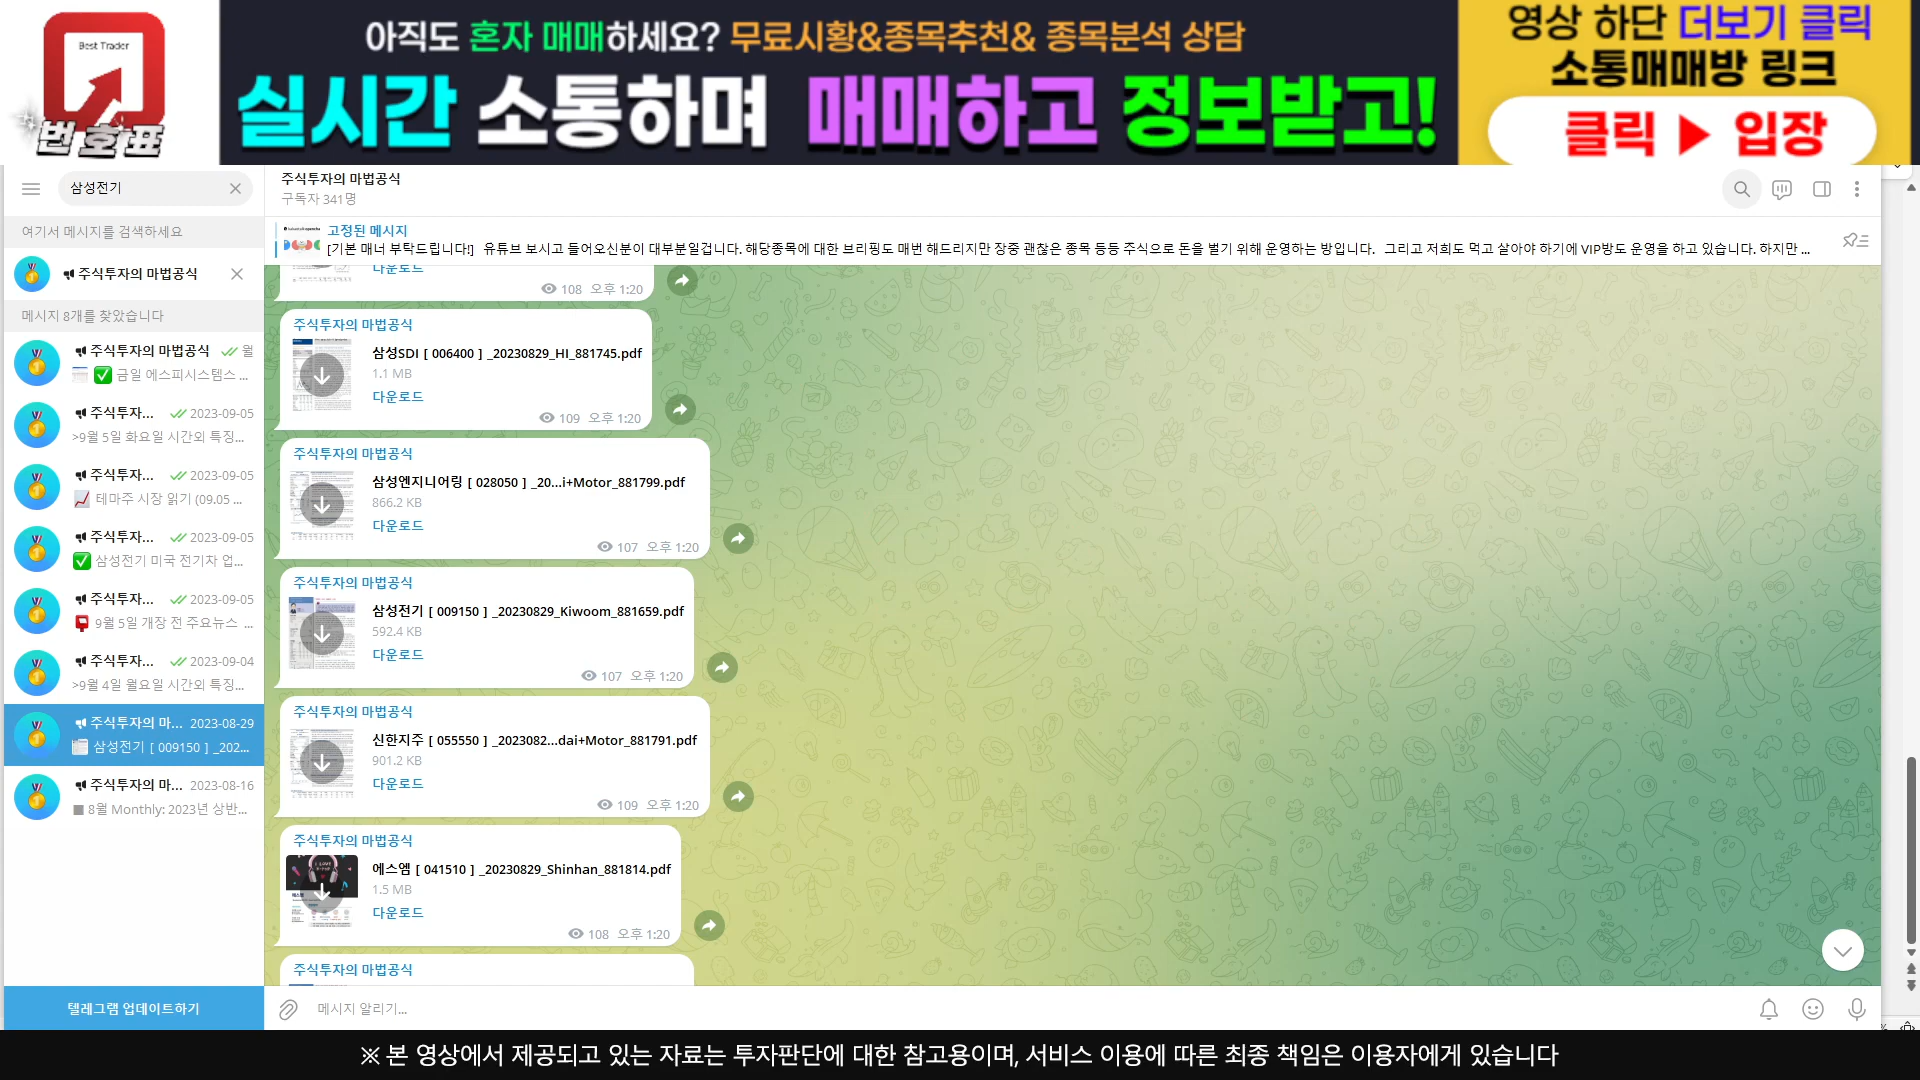 Best Trader
번호표
아직도 혼자 매매하세요? 무료시황&종목추천& 종목분석 상담
실시간 소통하며 매매하고 정보받고!
영상 하단 더보기 클릭
소통매매방 링크
클릭 ▶ 입장
삼성전기
여기서 메시지를 검색하세요
주식투자의 마법공식
메시지 8개를 찾았습니다
주식투자의 마법공식 월
✅ 금일 에스피시스템스 ...
주식투자... 2023-09-05
>9월 5일 화요일 시간외 특징...
주식투자... 2023-09-05
테마주 시장 읽기 (09.05 ...
주식투자... 2023-09-05
✅ 삼성전기 미국 전기차 업...
주식투자... 2023-09-05
9월 5일 개장 전 주요뉴스 ...
주식투자... 2023-09-04
>9월 4일 월요일 시간외 특징...
주식투자의 마... 2023-08-29
삼성전기 [ 009150 ] _202...
주식투자의 마... 2023-08-16
■ 8월 Monthly: 2023년 상반...
텔레그램 업데이트하기
주식투자의 마법공식
구독자 341명
고정된 메시지
[기본 매너 부탁드립니다!] 유튜브 보시고 들어오신분이 대부분일겁니다. 해당종목에 대한 브리핑도 매번 해드리지만 장중 괜찮은 종목 등등 주식으로 돈을 벌기 위해 운영하는 방입니다. 그리고 저희도 먹고 살아야 하기에 VIP방도 운영을 하고 있습니다. 하지만 ...
다운로드
108 오후 1:20
주식투자의 마법공식
삼성SDI [ 006400 ] _20230829_HI_881745.pdf
1.1 MB
다운로드
109 오후 1:20
주식투자의 마법공식
삼성엔지니어링 [ 028050 ] _20...i+Motor_881799.pdf
866.2 KB
다운로드
107 오후 1:20
주식투자의 마법공식
삼성전기 [ 009150 ] _20230829_Kiwoom_881659.pdf
592.4 KB
다운로드
107 오후 1:20
주식투자의 마법공식
신한지주 [ 055550 ] _2023082...dai+Motor_881791.pdf
901.2 KB
다운로드
109 오후 1:20
주식투자의 마법공식
에스엠 [ 041510 ] _20230829_Shinhan_881814.pdf
1.5 MB
다운로드
108 오후 1:20
주식투자의 마법공식
메시지 알리기...
※ 본 영상에서 제공되고 있는 자료는 투자판단에 대한 참고용이며, 서비스 이용에 따른 최종 책임은 이용자에게 있습니다